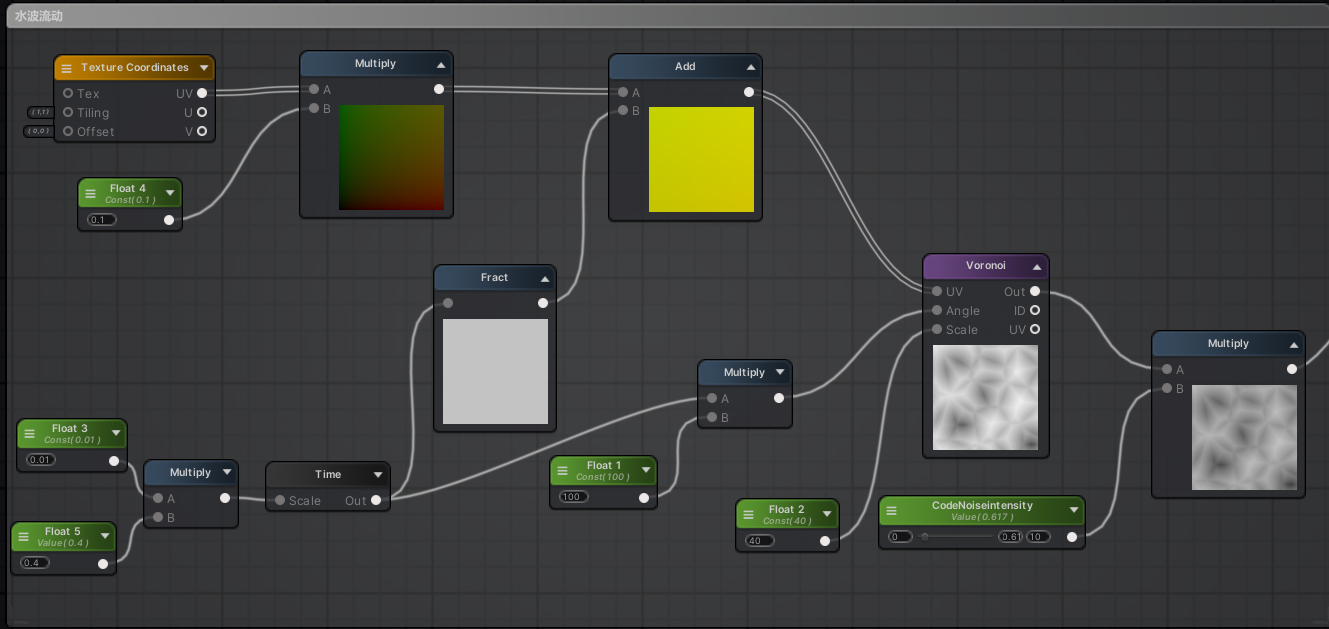 水波流动
Texture Coordinates
Tex
UV
(1,1)
Tiling
U
(0,0)
Offset
V
Multiply
A
B
Add
A
B
Float 4
Const( 0.1 )
0.1
Fract
Voronoi
UV
Out
Angle
ID
Scale
UV
Multiply
A
B
Multiply
A
B
Float 3
Const( 0.01 )
0.01
Multiply
A
B
Time
Scale
Out
Float 1
Const( 100 )
100
Float 5
Value( 0.4 )
0.4
Float 2
Const( 40 )
40
CodeNoiseintensity
Value( 0.617 )
0
0.61
10